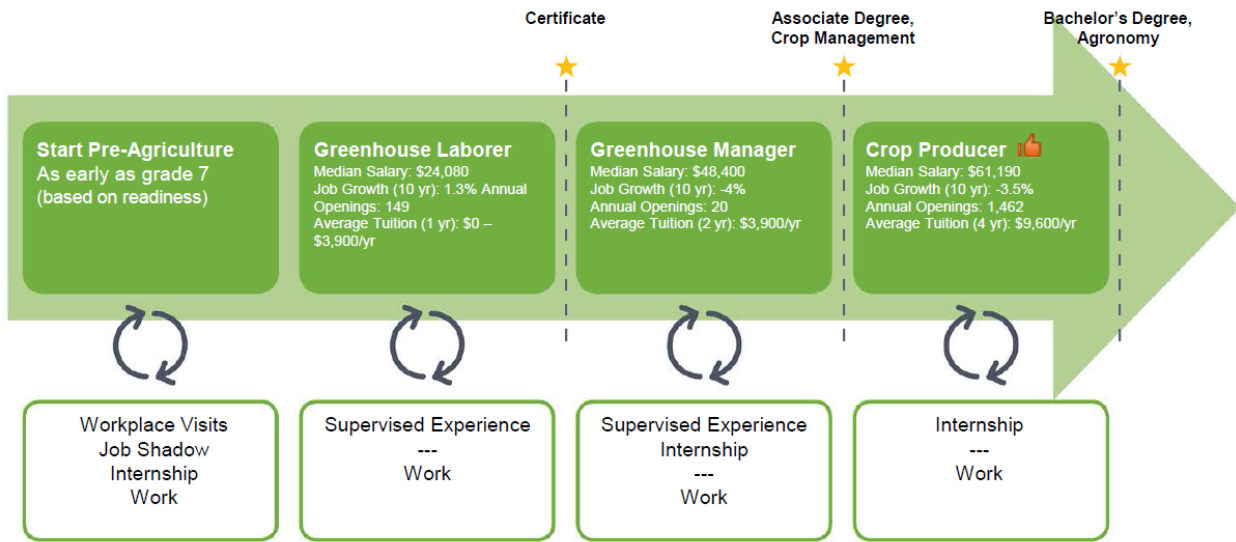 Certificate
Associate Degree,
Crop Management
Bachelor's Degree,
Agronomy
Start Pre-Agriculture
As early as grade 7
(based on readiness)
Greenhouse Laborer
Median Salary: $24,080
Job Growth (10 yr): 1.3% Annual
Openings: 149
Average Tuition (1 yr): $0 –
$3,900/yr
Greenhouse Manager
Median Salary: $48,400
Job Growth (10 yr): -4%
Annual Openings: 20
Average Tuition (2 yr): $3,900/yr
Crop Producer
Median Salary: $61,190
Job Growth (10 yr): -3.5%
Annual Openings: 1,462
Average Tuition (4 yr): $9,600/yr
Workplace Visits
Job Shadow
Internship
Work
Supervised Experience
---
Work
Supervised Experience
Internship
---
Work
Internship
---
Work